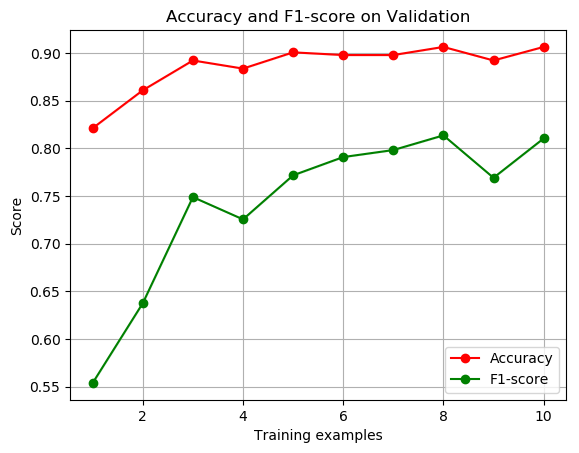 Accuracy and F1-score on Validation
0.90
0.85
0.80
0.75
0.70
0.65
0.60
0.55
Score
2 4 6 8 10
Training examples
Accuracy
F1-score